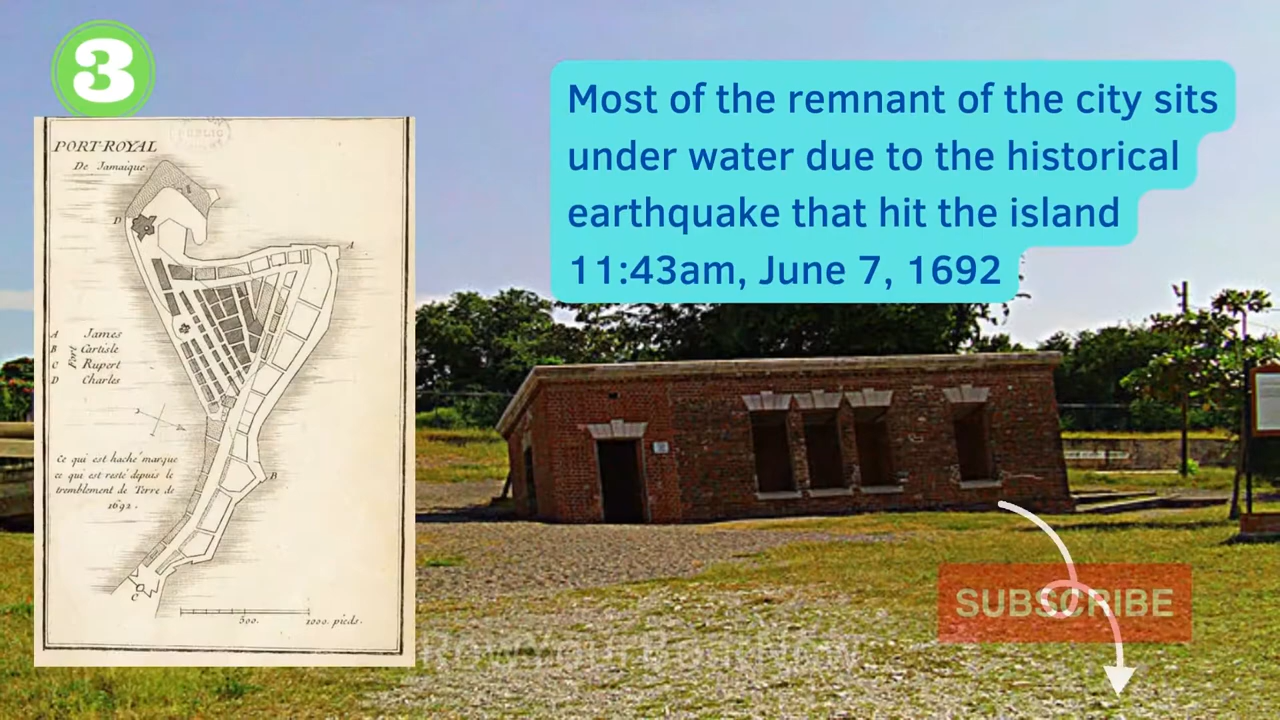 3
PUBLIC
PORT-ROYAL
De Jamaique
D
A
A James
B Fort Carlisle
C Rupert
D Charles
Ce qui est haché marque
ce qui est resté depuis le
tremblement de Terre de
1692.
B
C
500. 1000. pieds.
Most of the remnant of the city sits
under water due to the historical
earthquake that hit the island
11:43am, June 7, 1692
SUBSCRIBE